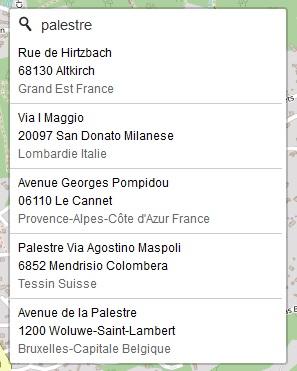 palestre
Rue de Hirtzbach
68130 Altkirch
Grand Est France
Via I Maggio
20097 San Donato Milanese
Lombardie Italie
Avenue Georges Pompidou
06110 Le Cannet
Provence-Alpes-Côte d'Azur France
Palestre Via Agostino Maspoli
6852 Mendrisio Colombera
Tessin Suisse
Avenue de la Palestre
1200 Woluwe-Saint-Lambert
Bruxelles-Capitale Belgique